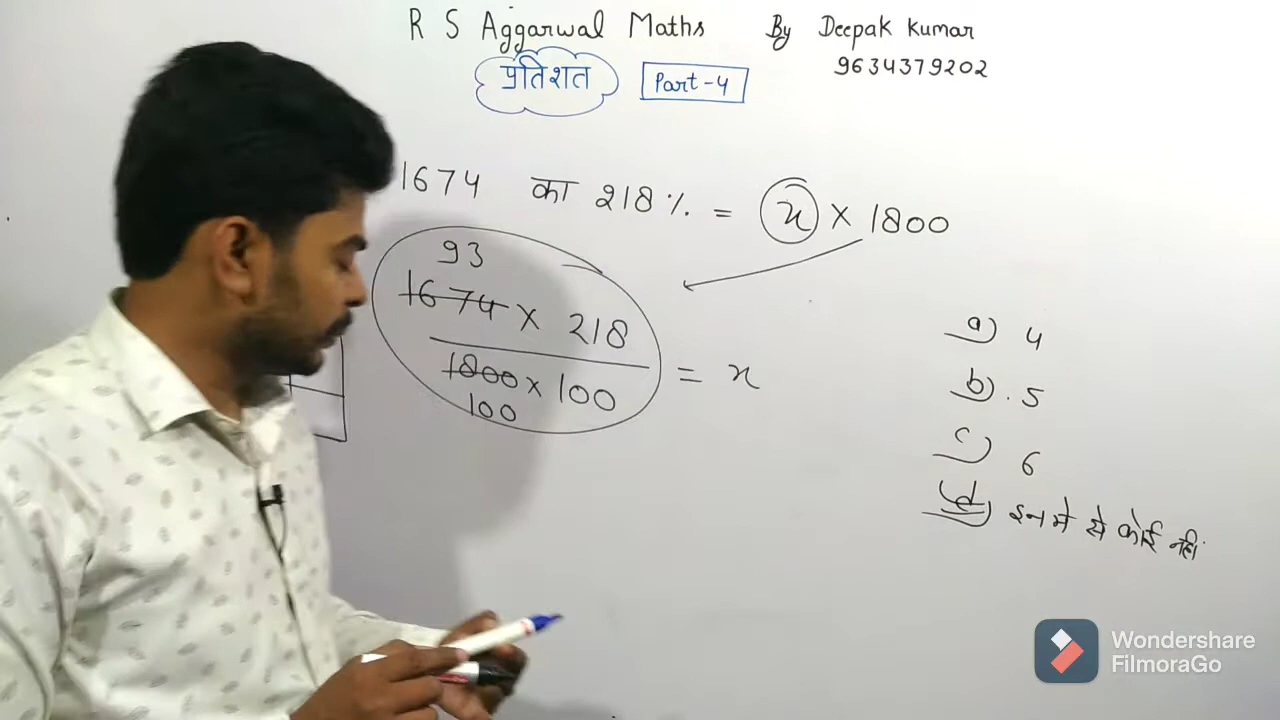 R S Aggarwal Maths By Deepak Kumar
9634379202
प्रतिशत Part-4
1674 का 218% = x × 1800
93
1674 × 218
1800 × 100 = x
100
a) 4
b) .5
c) 6
d) इनमे से कोई नहीं
Wondershare
FilmoraGo